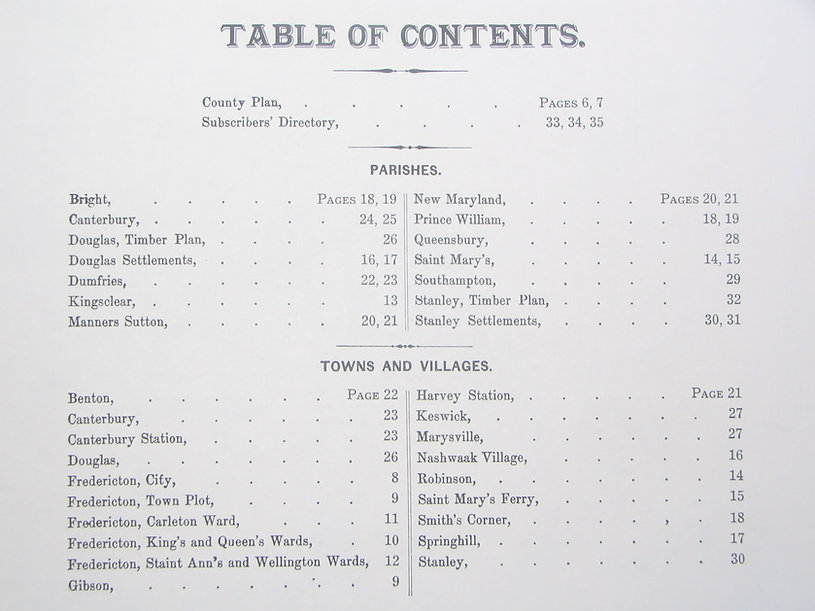 TABLE OF CONTENTS.
County Plan, . . . . . PAGES 6, 7
Subscribers' Directory, . . . . 33, 34, 35
PARISHES.
Bright, . . . . . PAGES 18, 19
Canterbury, . . . . . . 24, 25
Douglas, Timber Plan, . . . . 26
Douglas Settlements, . . . . 16, 17
Dumfries, . . . . . . 22, 23
Kingsclear, . . . . . . 13
Manners Sutton, . . . . . 20, 21
New Maryland, . . . . PAGES 20, 21
Prince William, . . . . . 18, 19
Queensbury, . . . . . 28
Saint Mary's, . . . . . 14, 15
Southampton, . . . . . 29
Stanley, Timber Plan, . . . . 32
Stanley Settlements, . . . . 30, 31
TOWNS AND VILLAGES.
Benton, . . . . . . PAGE 22
Canterbury, . . . . . . 23
Canterbury Station, . . . . . 23
Douglas, . . . . . . . 26
Fredericton, City, . . . . . 8
Fredericton, Town Plot, . . . . 9
Fredericton, Carleton Ward, . . . 11
Fredericton, King's and Queen's Wards, . 10
Fredericton, Staint Ann's and Wellington Wards, 12
Gibson, . . . . . . . 9
Harvey Station, . . . . . PAGE 21
Keswick, . . . . . . . 27
Marysville, . . . . . . 27
Nashwaak Village, . . . . . 16
Robinson, . . . . . . . 14
Saint Mary's Ferry, . . . . . 15
Smith's Corner, . . . . , . 18
Springhill, . . . . . . . 17
Stanley, . . . . . . . 30